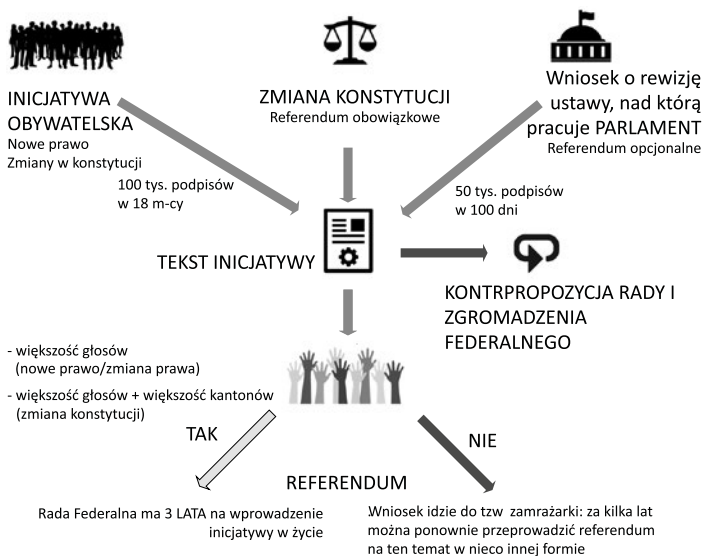 INICJATYWA
OBYWATELSKA
Nowe prawo
Zmiany w konstytucji
100 tys. podpisów
w 18 m-cy
ZMIANA KONSTYTUCJI
Referendum obowiązkowe
Wniosek o rewizję
ustawy, nad którą
pracuje PARLAMENT
Referendum opcjonalne
50 tys. podpisów
w 100 dni
TEKST INICJATYWY
KONTRPROPOZYCJA RADY I
ZGROMADZENIA
FEDERALNEGO
- większość głosów
(nowe prawo/zmiana prawa)
- większość głosów + większość kantonów
(zmiana konstytucji)
TAK
NIE
REFERENDUM
Rada Federalna ma 3 LATA na wprowadzenie
inicjatywy w życie
Wniosek idzie do tzw zamrażarki: za kilka lat
można ponownie przeprowadzić referendum
na ten temat w nieco innej formie